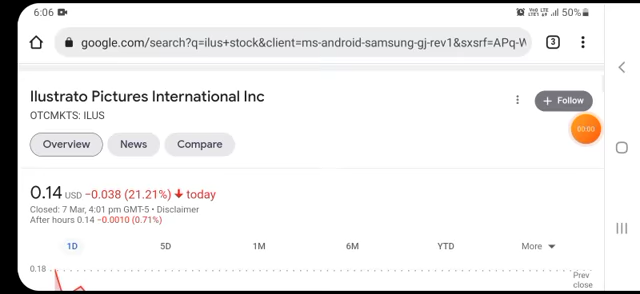 6:06 50%
google.com/search?q=ilus+stock&client=ms-android-samsung-gj-rev1&sxsrf=APq-W
3
Ilustrato Pictures International Inc
+ Follow
OTCMKTS: ILUS
00:00
Overview News Compare
0.14 USD −0.038 (21.21%) today
Closed: 7 Mar, 4:01 pm GMT-5 • Disclaimer
After hours 0.14 −0.0010 (0.71%)
1D 5D 1M 6M YTD More
0.18
Prev
close